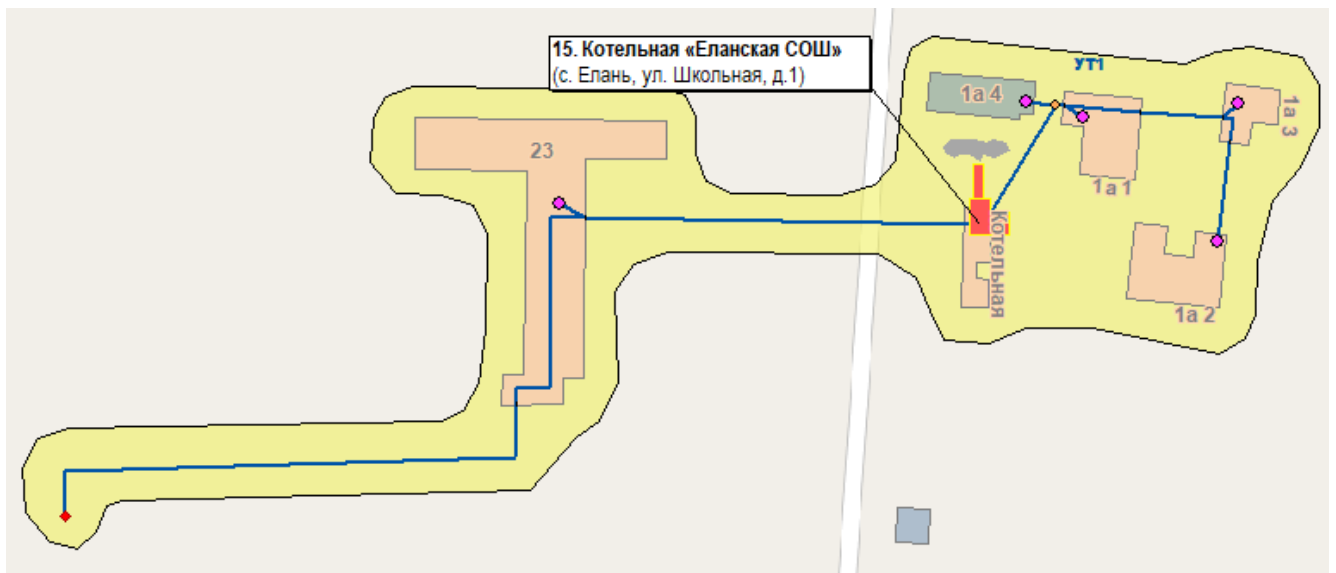 15. Котельная «Еланская СОШ»
(с. Елань, ул. Школьная, д.1)
УТ1
1а 4
1а 3
23
1а 1
Котельная
1а 2